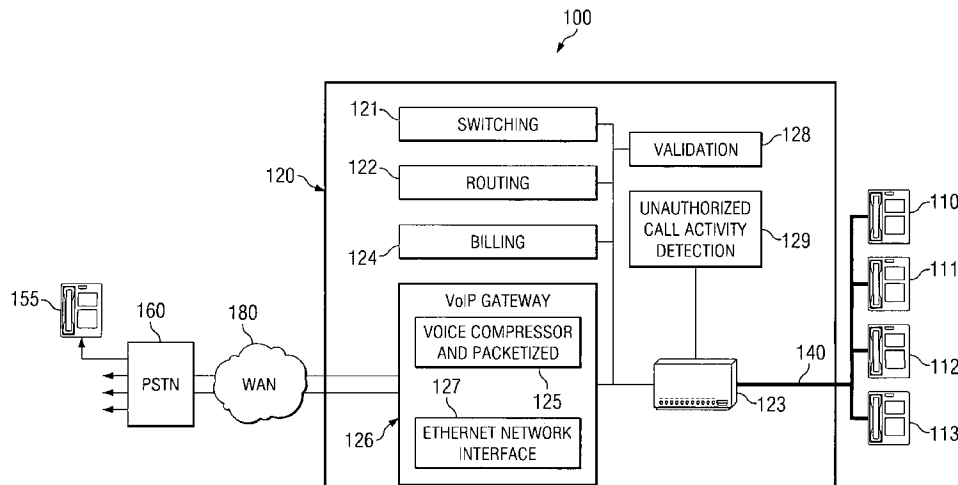 100
121
SWITCHING
128
VALIDATION
122
ROUTING
120
110
UNAUTHORIZED
CALL ACTIVITY
DETECTION
129
124
BILLING
111
155
160
180
VoIP GATEWAY
VOICE COMPRESSOR
AND PACKETIZED
112
140
PSTN
WAN
127
125
123
126
ETHERNET NETWORK
INTERFACE
113